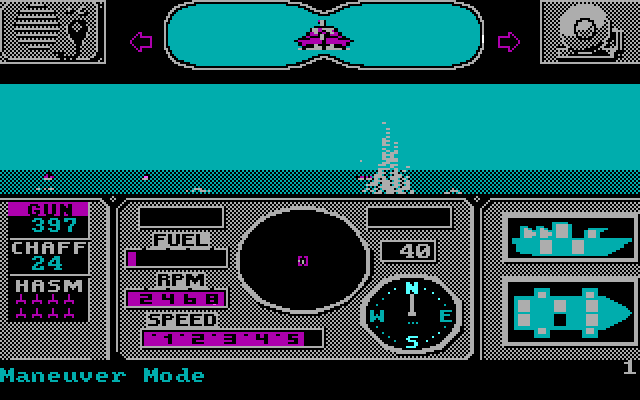 GUN
397
CHAFF
24
HASM
FUEL
RPM
2 4 6 8
SPEED
1 2 3 4 5
40
N
W E
S
1
Maneuver Mode